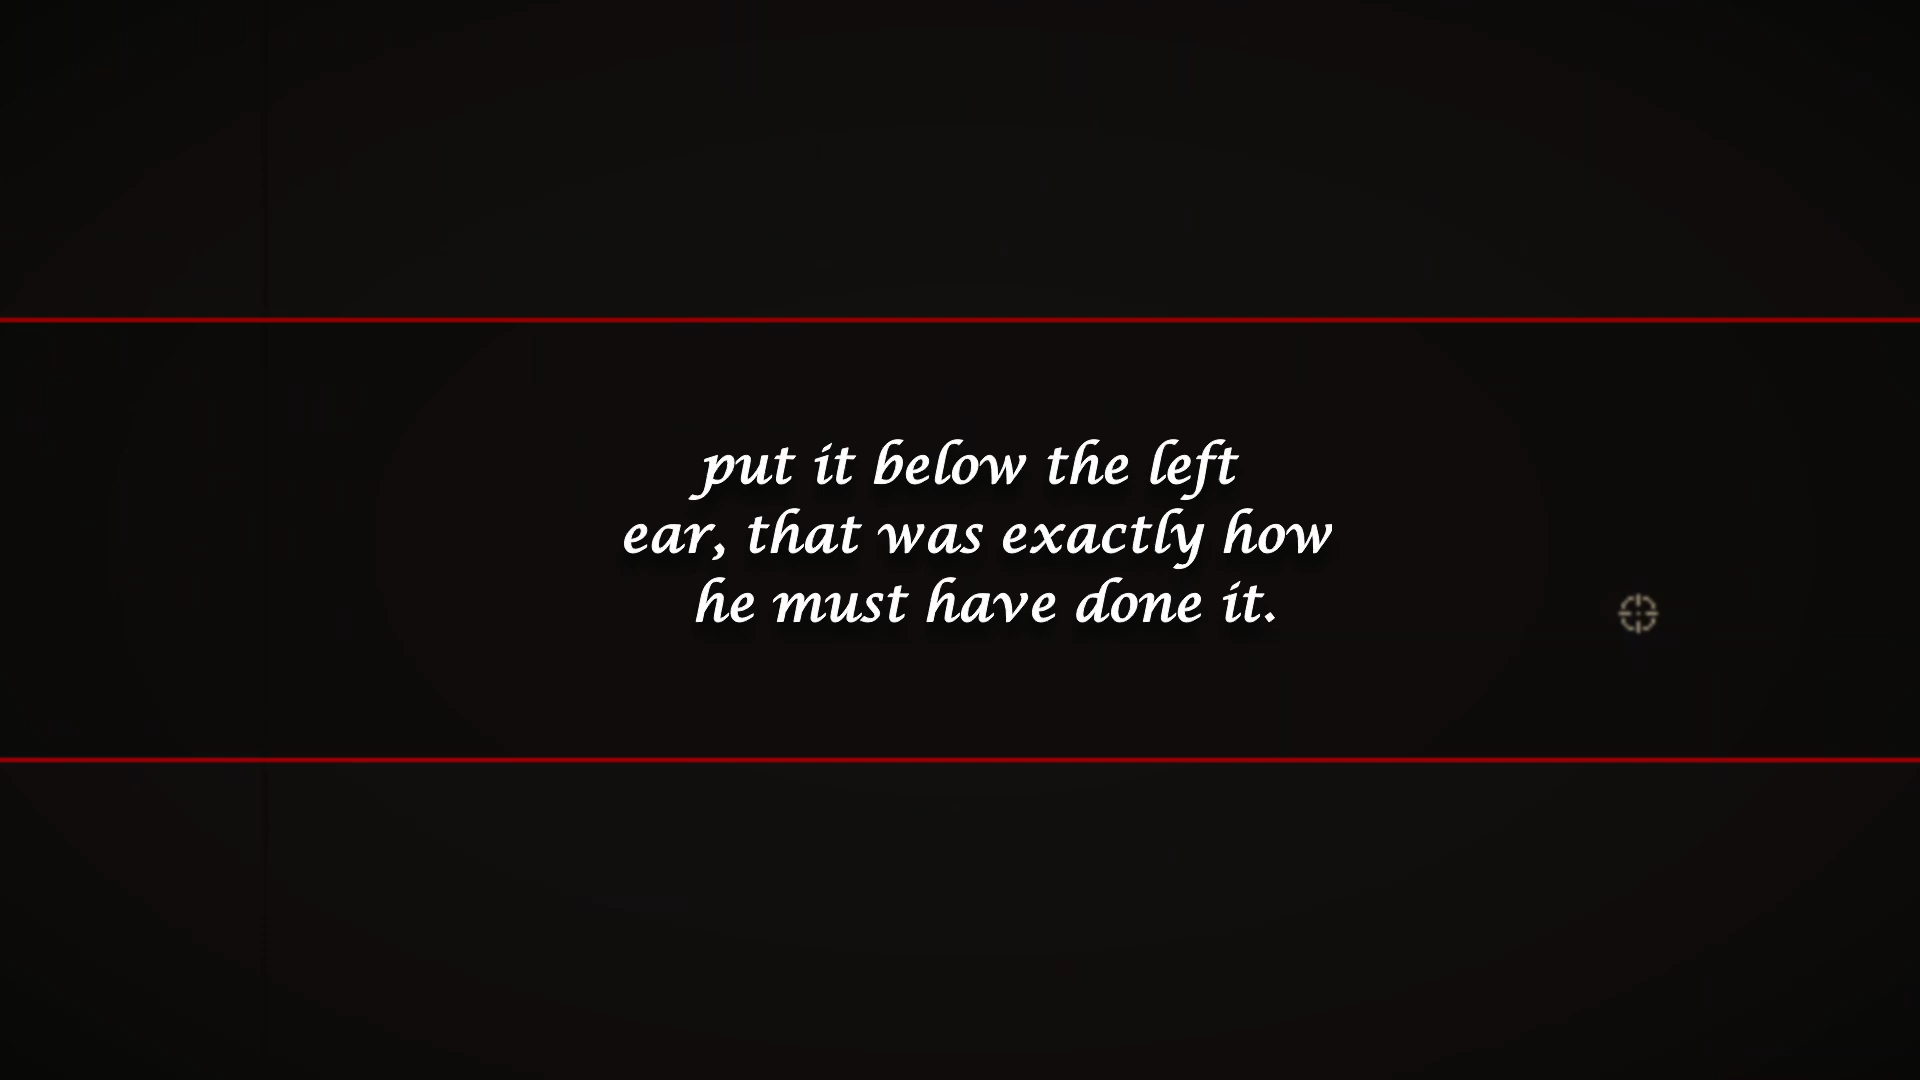 put it below the left
ear, that was exactly how
he must have done it.